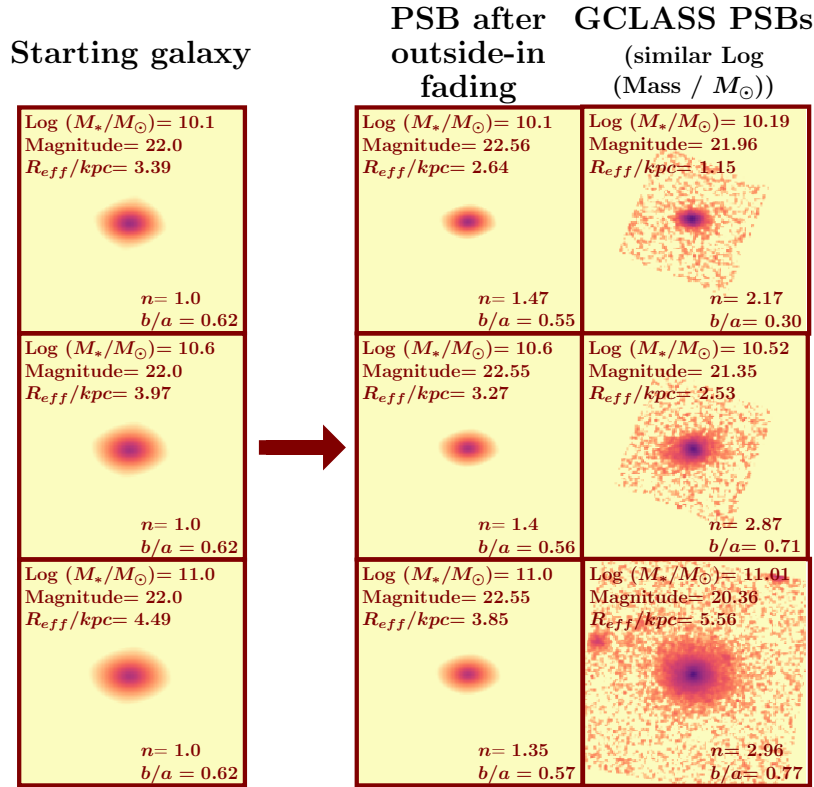 Starting galaxy
PSB after
outside-in
fading
GCLASS PSBs
(similar Log
(Mass / M⊙))
Log (M*/M⊙)= 10.1
Magnitude= 22.0
Reff/kpc= 3.39
n= 1.0
b/a = 0.62
Log (M*/M⊙)= 10.1
Magnitude= 22.56
Reff/kpc= 2.64
n= 1.47
b/a = 0.55
Log (M*/M⊙)= 10.19
Magnitude= 21.96
Reff/kpc= 1.15
n= 2.17
b/a= 0.30
Log (M*/M⊙)= 10.6
Magnitude= 22.0
Reff/kpc= 3.97
n= 1.0
b/a = 0.62
Log (M*/M⊙)= 10.6
Magnitude= 22.55
Reff/kpc= 3.27
n= 1.4
b/a = 0.56
Log (M*/M⊙)= 10.52
Magnitude= 21.35
Reff/kpc= 2.53
n= 2.87
b/a= 0.71
Log (M*/M⊙)= 11.0
Magnitude= 22.0
Reff/kpc= 4.49
n= 1.0
b/a = 0.62
Log (M*/M⊙)= 11.0
Magnitude= 22.55
Reff/kpc= 3.85
n= 1.35
b/a = 0.57
Log (M*/M⊙)= 11.01
Magnitude= 20.36
Reff/kpc= 5.56
n= 2.96
b/a= 0.77